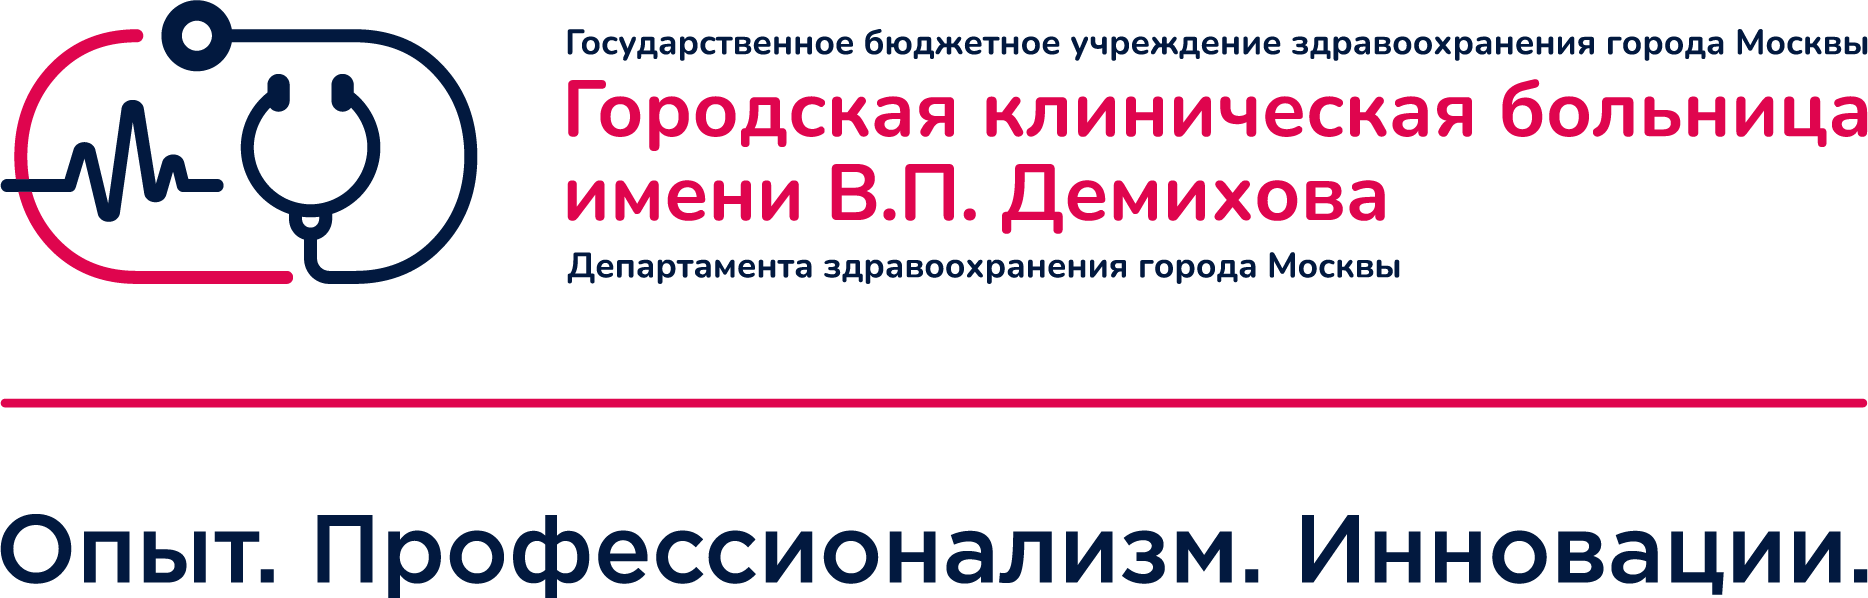 Государственное бюджетное учреждение здравоохранения города Москвы
Городская клиническая больница
имени В.П. Демихова
Департамента здравоохранения города Москвы
Опыт. Профессионализм. Инновации.